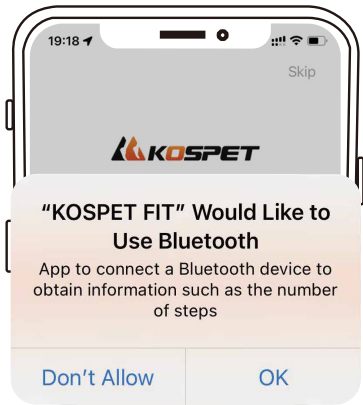 19:18
Skip
KOSPET
“KOSPET FIT” Would Like to
Use Bluetooth
App to connect a Bluetooth device to
obtain information such as the number
of steps
Don’t Allow OK